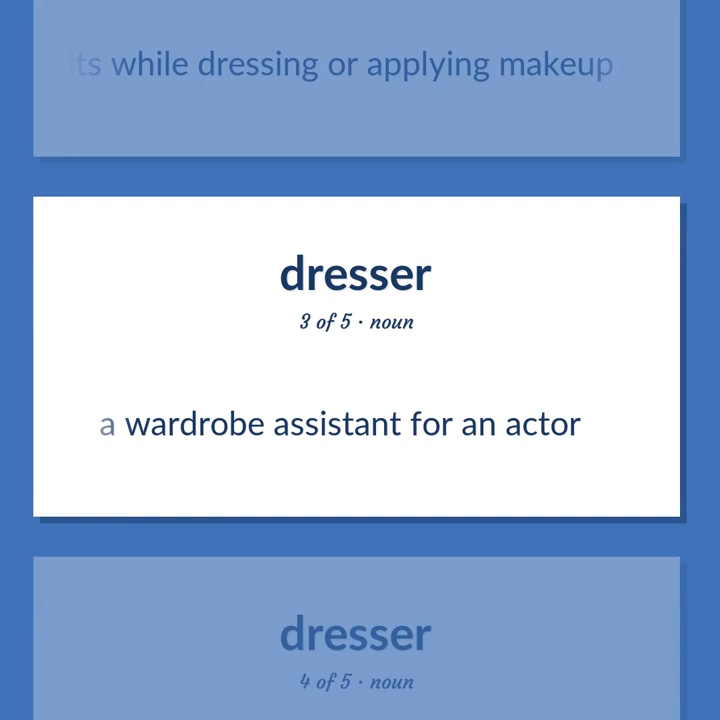 while dressing or applying makeup
dresser
3 of 5 · noun
a wardrobe assistant for an actor
dresser
4 of 5 · noun